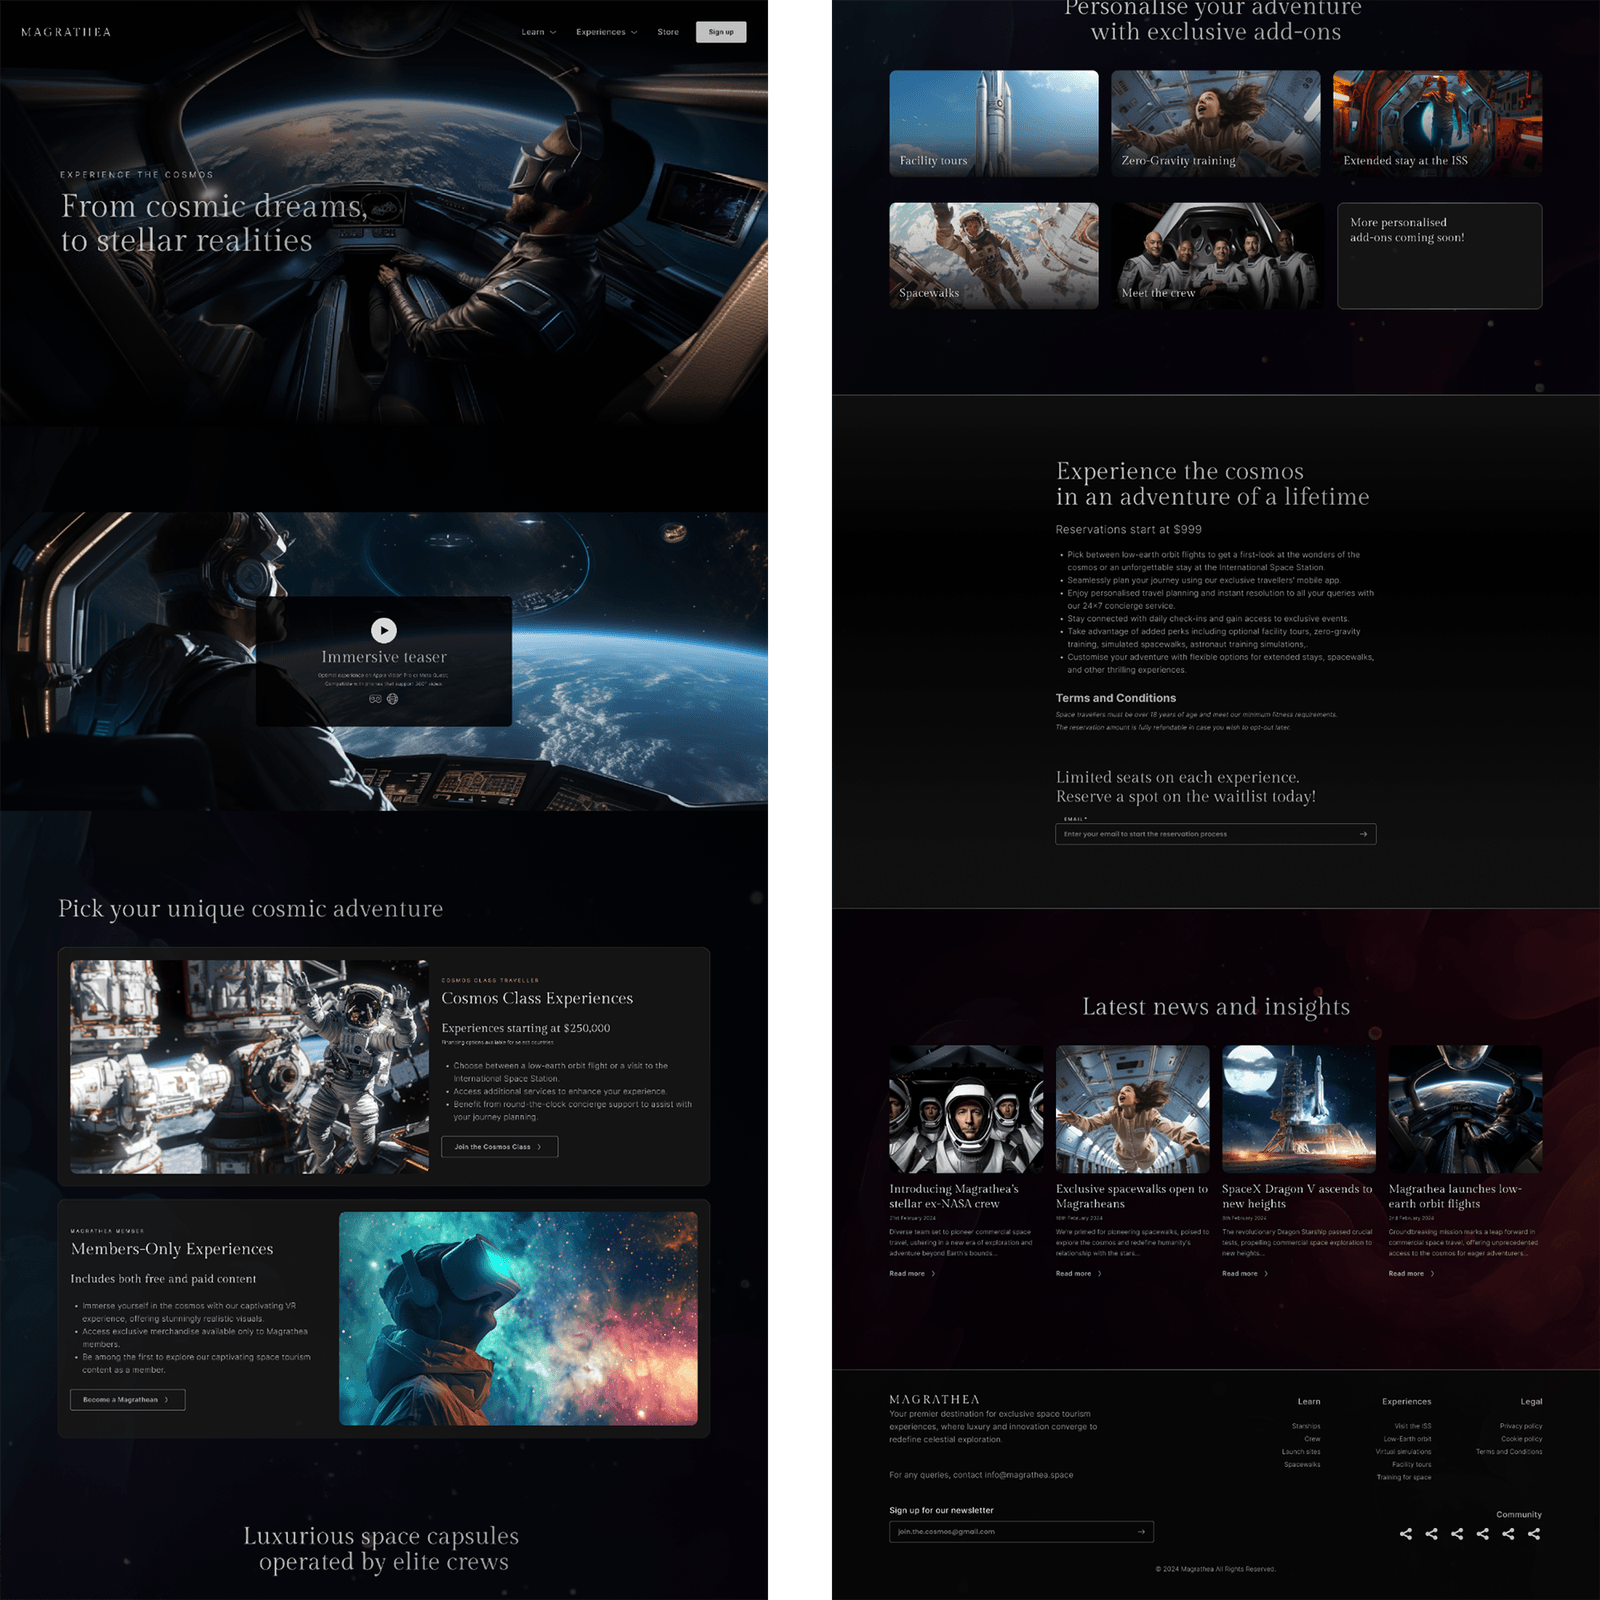 MAGRATHEA
Learn
Experiences
Store
Sign up
EXPERIENCE THE COSMOS
From cosmic dreams,
to stellar realities
Immersive teaser
Optimal experience on Apple Vision Pro or Meta Quest.
Compatible with phones that support 360° video.
Pick your unique cosmic adventure
COSMOS CLASS TRAVELLER
Cosmos Class Experiences
Experiences starting at $250,000
Financing options available for select countries
• Choose between a low-earth orbit flight or a visit to the
International Space Station.
• Access additional services to enhance your experience.
• Benefit from round-the-clock concierge support to assist with
your journey planning.
Join the Cosmos Class
MAGRATHEA MEMBER
Members-Only Experiences
Includes both free and paid content
• Immerse yourself in the cosmos with our captivating VR
experience, offering stunningly realistic visuals.
• Access exclusive merchandise available only to Magrathea
members.
• Be among the first to explore our captivating space tourism
content as a member.
Become a Magrathean
Luxurious space capsules
operated by elite crews
Personalise your adventure
with exclusive add-ons
Facility tours
Zero-Gravity training
Extended stay at the ISS
Spacewalks
Meet the crew
More personalised
add-ons coming soon!
Experience the cosmos
in an adventure of a lifetime
Reservations start at $999
• Pick between low-earth orbit flights to get a first-look at the wonders of the
cosmos or an unforgettable stay at the International Space Station.
• Seamlessly plan your journey using our exclusive travellers' mobile app.
• Enjoy personalised travel planning and instant resolution to all your queries with
our 24×7 concierge service.
• Stay connected with daily check-ins and gain access to exclusive events.
• Take advantage of added perks including optional facility tours, zero-gravity
training, simulated spacewalks, astronaut training simulations,.
• Customise your adventure with flexible options for extended stays, spacewalks,
and other thrilling experiences.
Terms and Conditions
Space travellers must be over 18 years of age and meet our minimum fitness requirements.
The reservation amount is fully refundable in case you wish to opt-out later.
Limited seats on each experience.
Reserve a spot on the waitlist today!
EMAIL*
Enter your email to start the reservation process
Latest news and insights
Introducing Magrathea's
stellar ex-NASA crew
21st February 2024
Diverse team set to pioneer commercial space
travel, ushering in a new era of exploration and
adventure beyond Earth's bounds...
Read more
Exclusive spacewalks open to
Magratheans
18th February 2024
We're primed for pioneering spacewalks, poised to
explore the cosmos and redefine humanity's
relationship with the stars...
Read more
SpaceX Dragon V ascends to
new heights
February 2024
The revolutionary Dragon Starship passed crucial
tests, propelling commercial space exploration to
new heights...
Read more
Magrathea launches low-
earth orbit flights
2nd February 2024
Groundbreaking mission marks a leap forward in
commercial space travel, offering unprecedented
access to the cosmos for eager adventurers...
Read more
MAGRATHEA
Your premier destination for exclusive space tourism
experiences, where luxury and innovation converge to
redefine celestial exploration.
For any queries, contact info@magrathea.space
Sign up for our newsletter
join.the.cosmos@gmail.com
Learn
Starships
Crew
Launch sites
Spacewalks
Experiences
Visit the ISS
Low-Earth orbit
Virtual simulations
Facility tours
Training for space
Legal
Privacy policy
Cookie policy
Terms and Conditions
Community
© 2024 Magrathea All Rights Reserved.